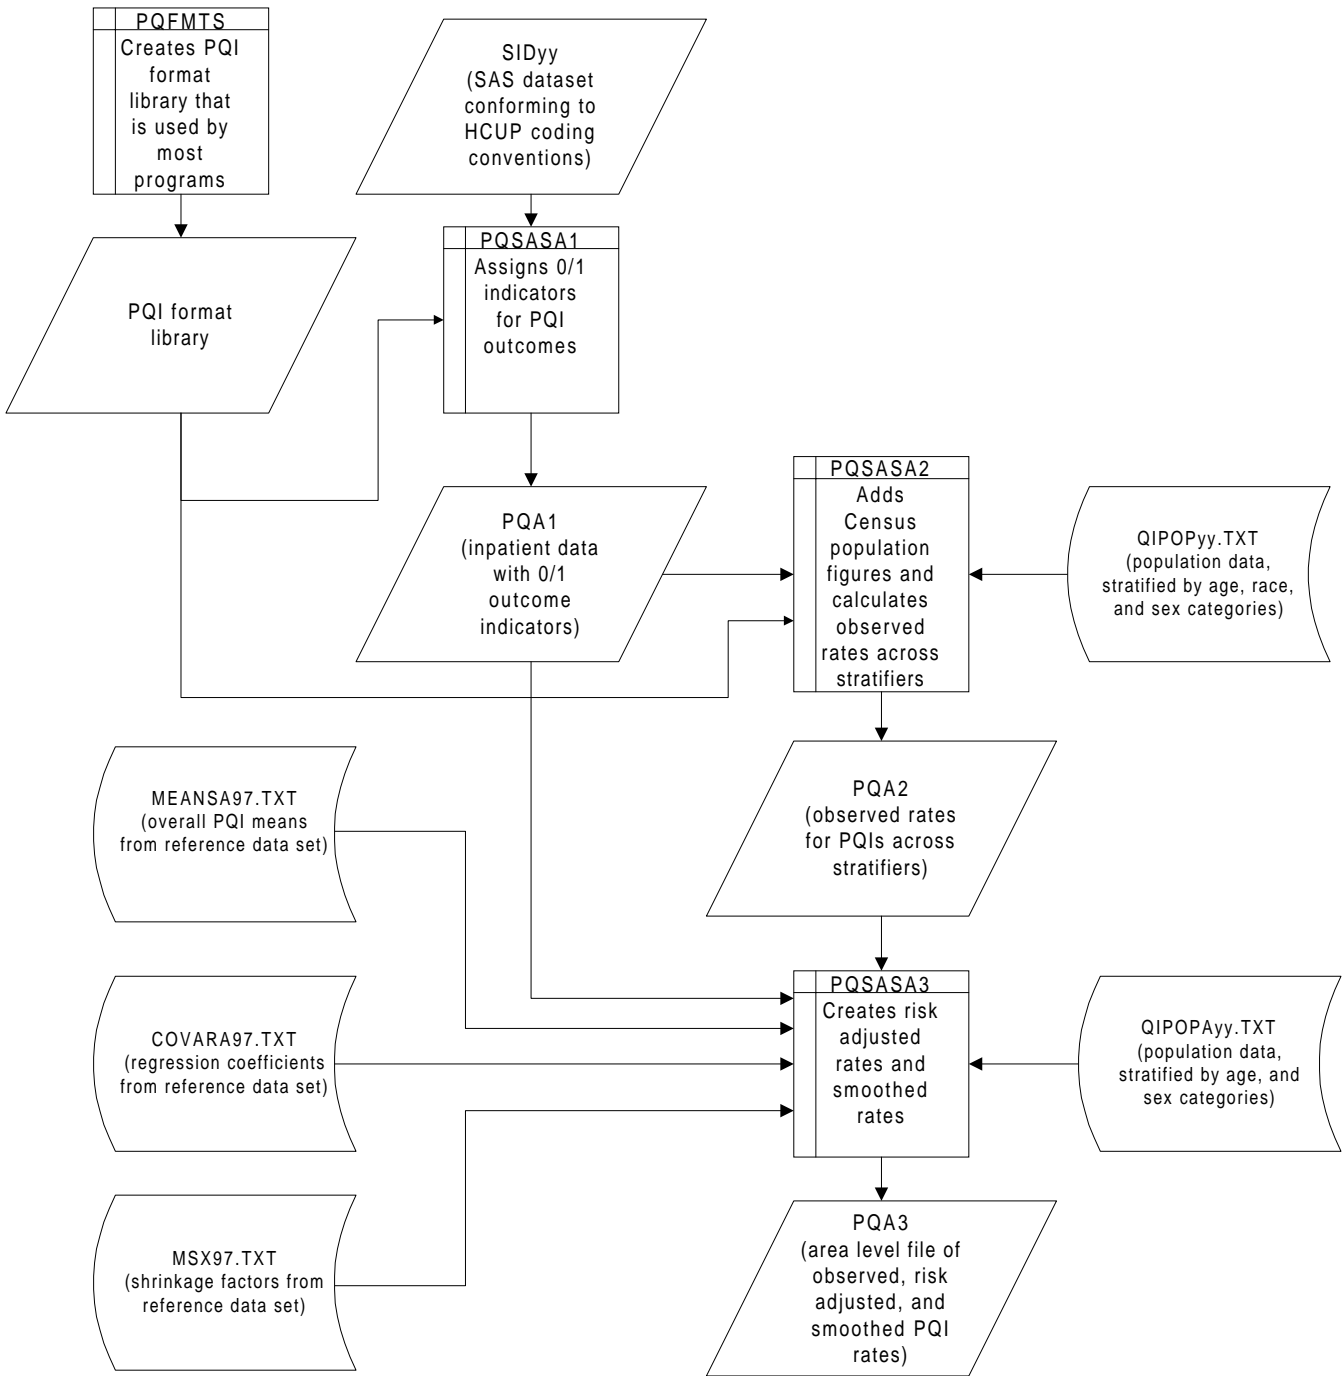 PQFMTS
Creates PQI
format
library that
is used by
most
programs
SIDyy
(SAS dataset
conforming to
HCUP coding
conventions)
PQSASA1
Assigns 0/1
indicators
for PQI
outcomes
PQI format
library
PQSASA2
Adds
Census
population
figures and
calculates
observed
rates across
stratifiers
PQA1
(inpatient data
with 0/1
outcome
indicators)
QIPOPyy.TXT
(population data,
stratified by age, race,
and sex categories)
MEANSA97.TXT
(overall PQI means
from reference data set)
PQA2
(observed rates
for PQIs across
stratifiers)
COVARA97.TXT
(regression coefficients
from reference data set)
PQSASA3
Creates risk
adjusted
rates and
smoothed
rates
QIPOPAyy.TXT
(population data,
stratified by age, and
sex categories)
MSX97.TXT
(shrinkage factors from
reference data set)
PQA3
(area level file of
observed, risk
adjusted, and
smoothed PQI
rates)